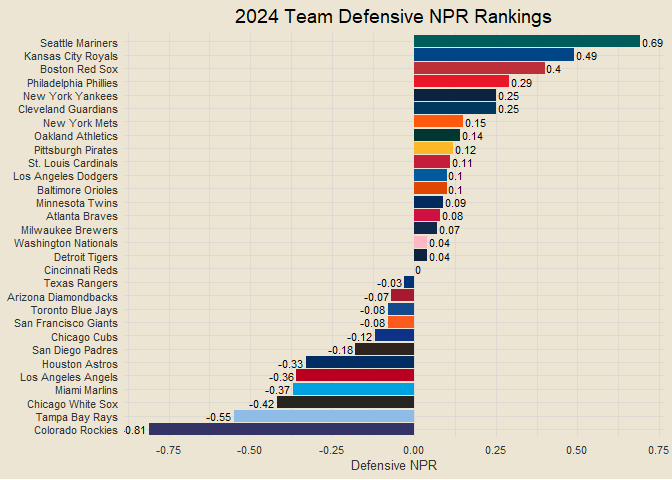 2024 Team Defensive NPR Rankings
Seattle Mariners 0.69
Kansas City Royals 0.49
Boston Red Sox 0.4
Philadelphia Phillies 0.29
New York Yankees 0.25
Cleveland Guardians 0.25
New York Mets 0.15
Oakland Athletics 0.14
Pittsburgh Pirates 0.12
St. Louis Cardinals 0.11
Los Angeles Dodgers 0.1
Baltimore Orioles 0.1
Minnesota Twins 0.09
Atlanta Braves 0.08
Milwaukee Brewers 0.07
Washington Nationals 0.04
Detroit Tigers 0.04
Cincinnati Reds 0
Texas Rangers -0.03
Arizona Diamondbacks -0.07
Toronto Blue Jays -0.08
San Francisco Giants -0.08
Chicago Cubs -0.12
San Diego Padres -0.18
Houston Astros -0.33
Los Angeles Angels -0.36
Miami Marlins -0.37
Chicago White Sox -0.42
Tampa Bay Rays -0.55
Colorado Rockies -0.81
-0.75 -0.50 -0.25 0.00 0.25 0.50 0.75
Defensive NPR